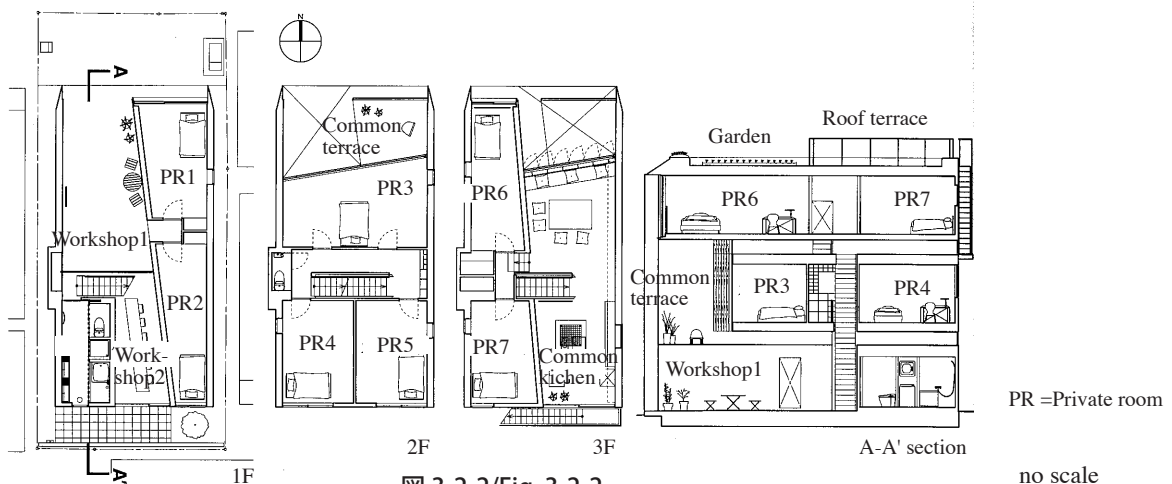 A
PR1
Workshop1
PR2
Work-
shop2
A'
1F
N
Common
terrace
PR3
PR4
PR5
2F
PR6
PR7
Common
kichen
3F
Garden
Roof terrace
PR6
PR7
Common
terrace
PR3
PR4
Workshop1
A-A' section
PR =Private room
no scale
図 3-2-2/Fig. 3-2-2